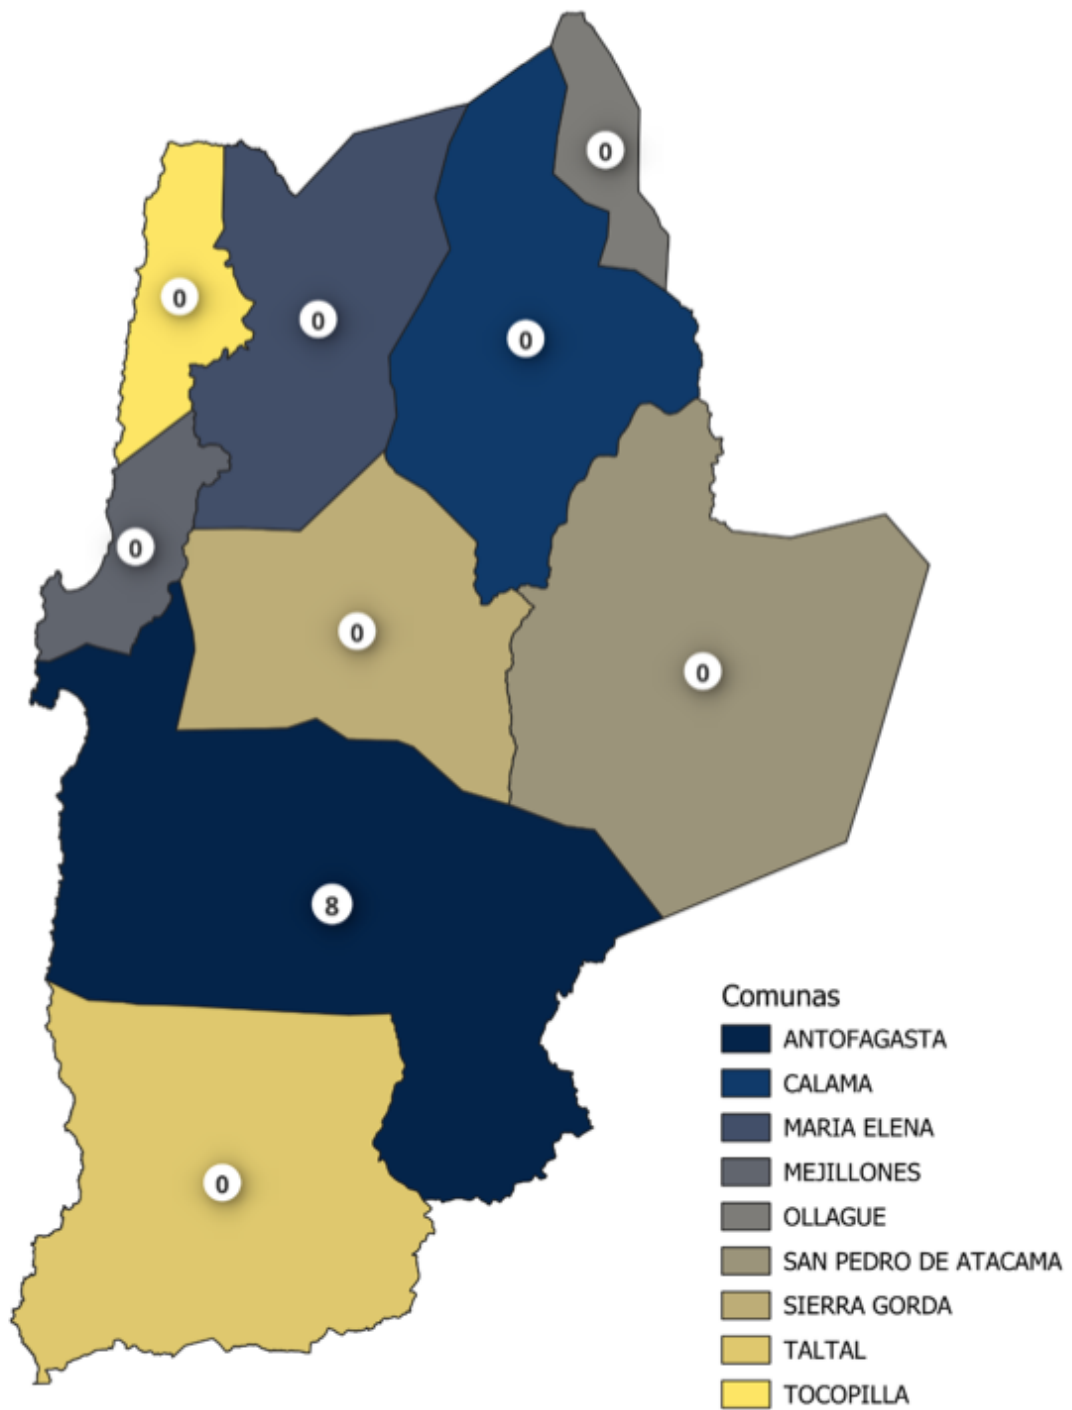 0
0
0
0
0
0
0
8
0
Comunas
ANTOFAGASTA
CALAMA
MARIA ELENA
MEJILLONES
OLLAGUE
SAN PEDRO DE ATACAMA
SIERRA GORDA
TALTAL
TOCOPILLA